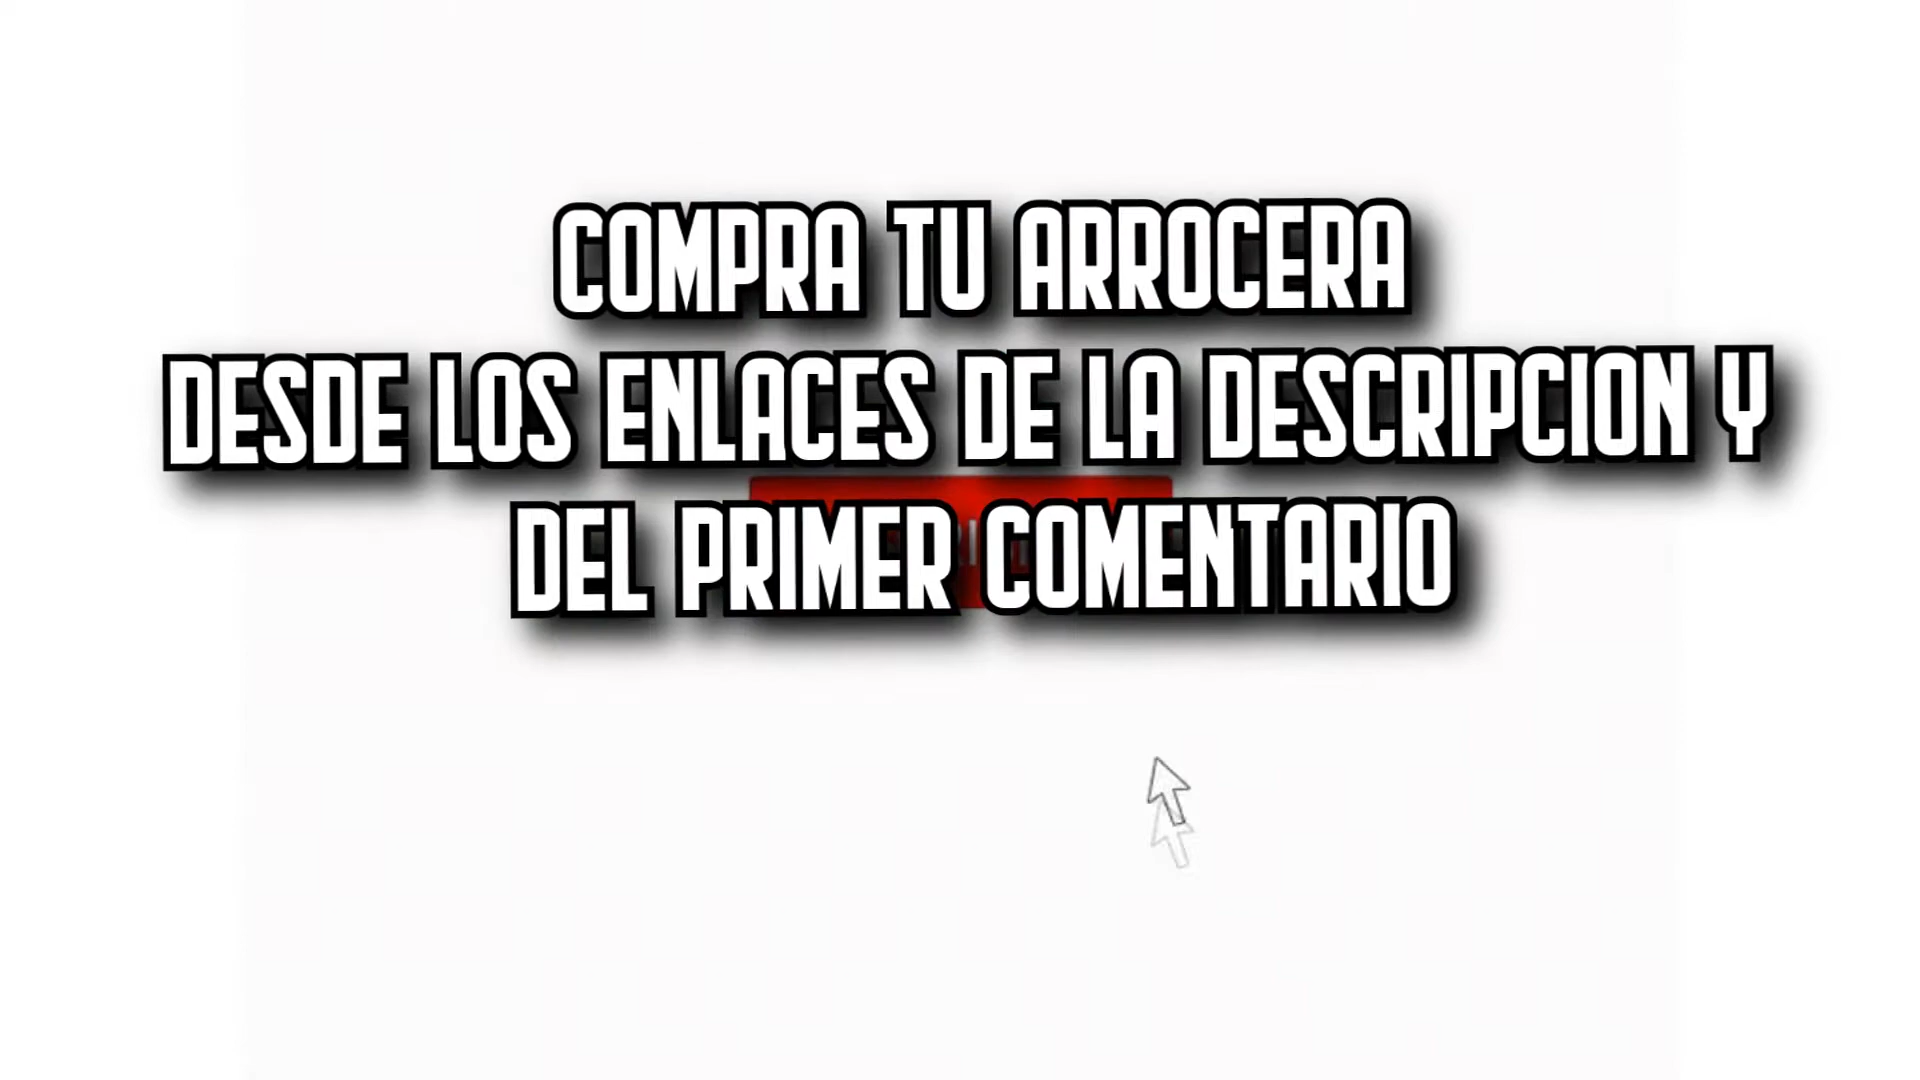 COMPRA TU ARROCERA
DESDE LOS ENLACES DE LA DESCRIPCION Y
DEL PRIMER COMENTARIO